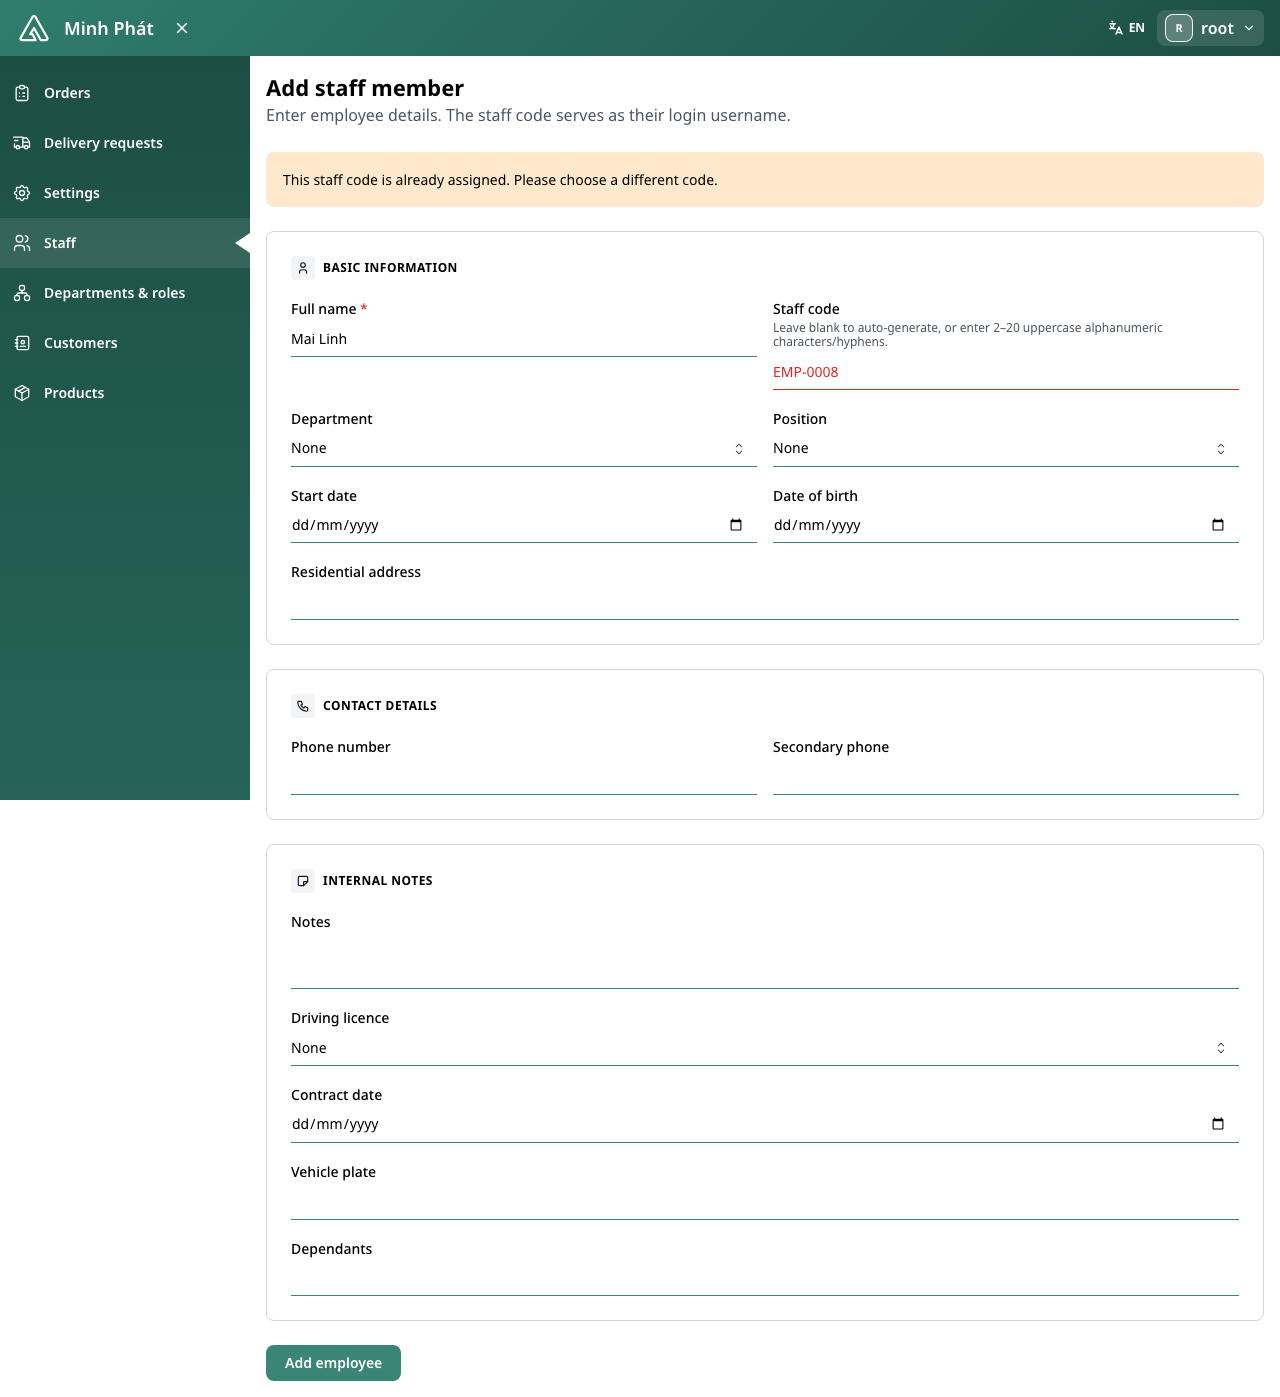 Minh Phát
EN
R
root
Orders
Delivery requests
Settings
Staff
Departments & roles
Customers
Products
Add staff member
Enter employee details. The staff code serves as their login username.
This staff code is already assigned. Please choose a different code.
BASIC INFORMATION
Full name *
Mai Linh
Staff code
Leave blank to auto-generate, or enter 2–20 uppercase alphanumeric
characters/hyphens.
EMP-0008
Department
None
Position
None
Start date
dd/mm/yyyy
Date of birth
dd/mm/yyyy
Residential address
CONTACT DETAILS
Phone number
Secondary phone
INTERNAL NOTES
Notes
Driving licence
None
Contract date
dd/mm/yyyy
Vehicle plate
Dependants
Add employee